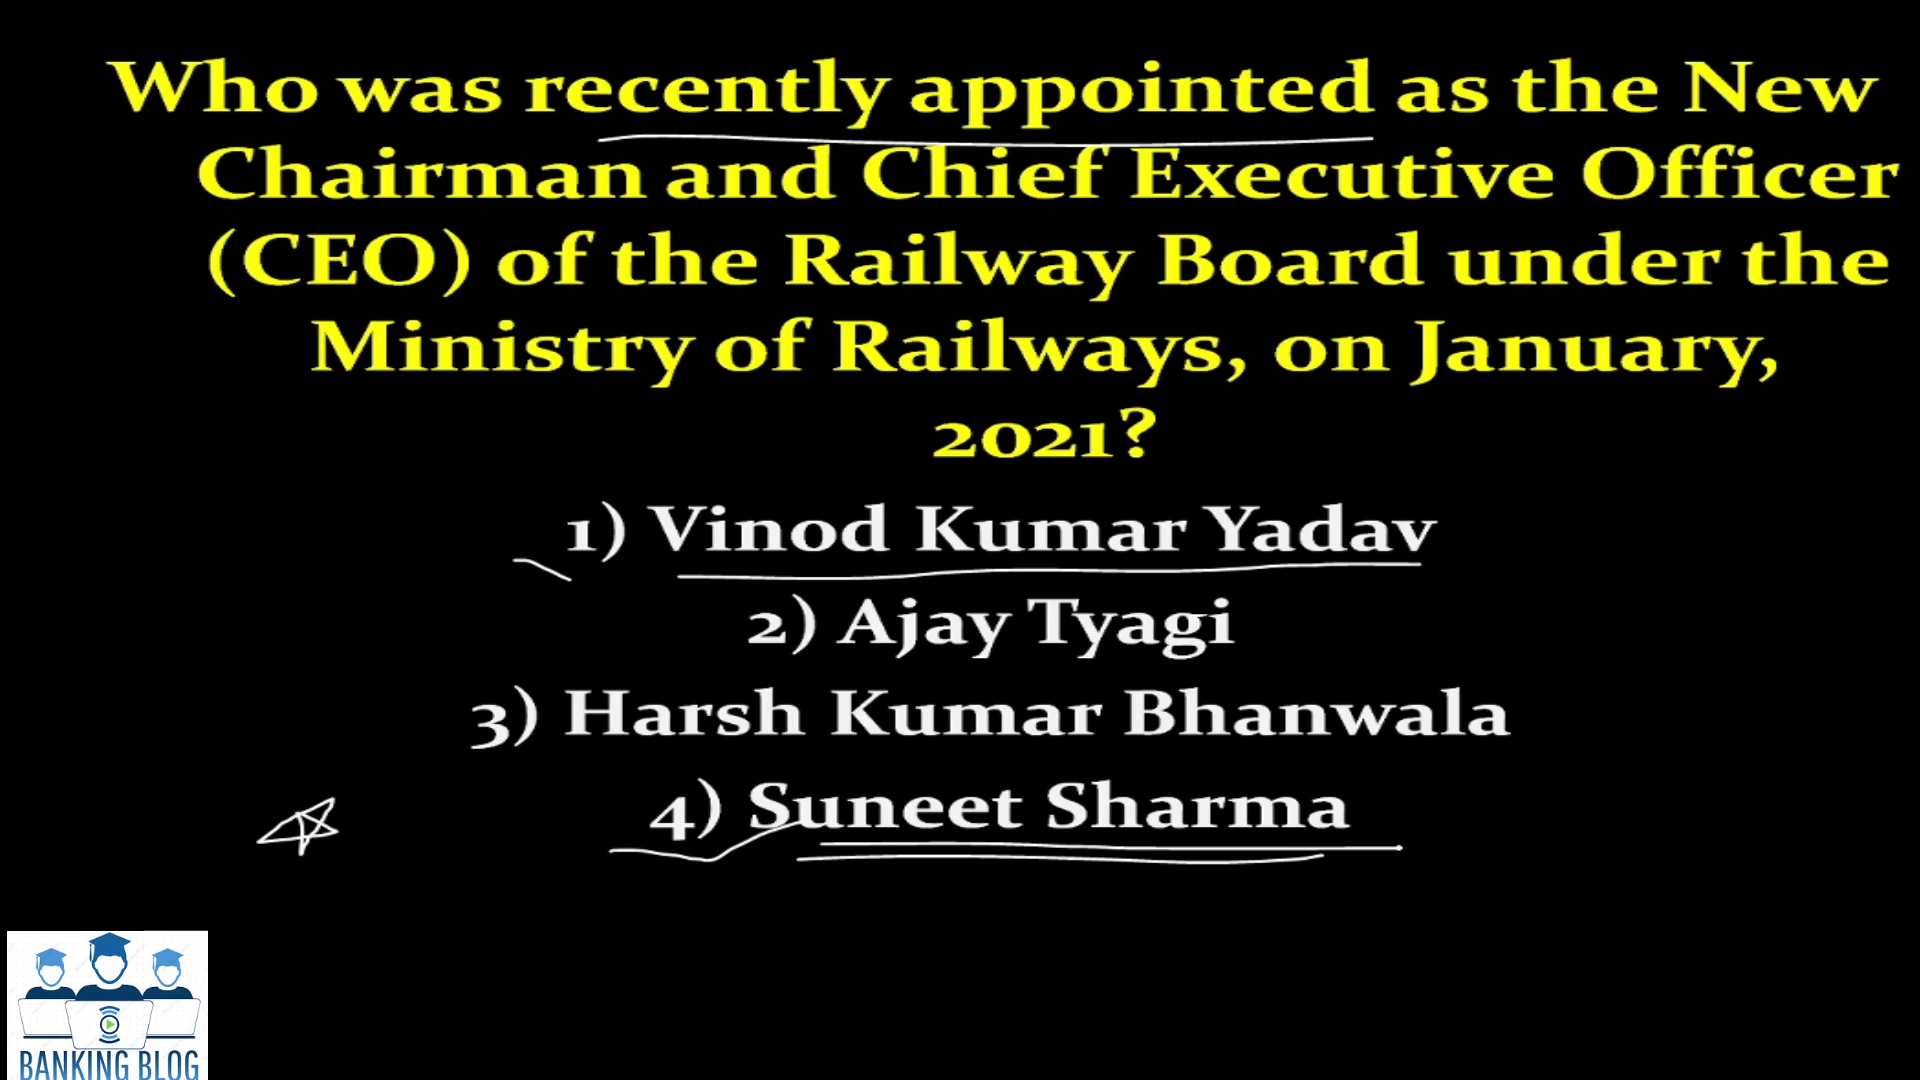 Who was recently appointed as the New
Chairman and Chief Executive Officer
(CEO) of the Railway Board under the
Ministry of Railways, on January,
2021?
1) Vinod Kumar Yadav
2) Ajay Tyagi
3) Harsh Kumar Bhanwala
4) Suneet Sharma
BANKING BLOG